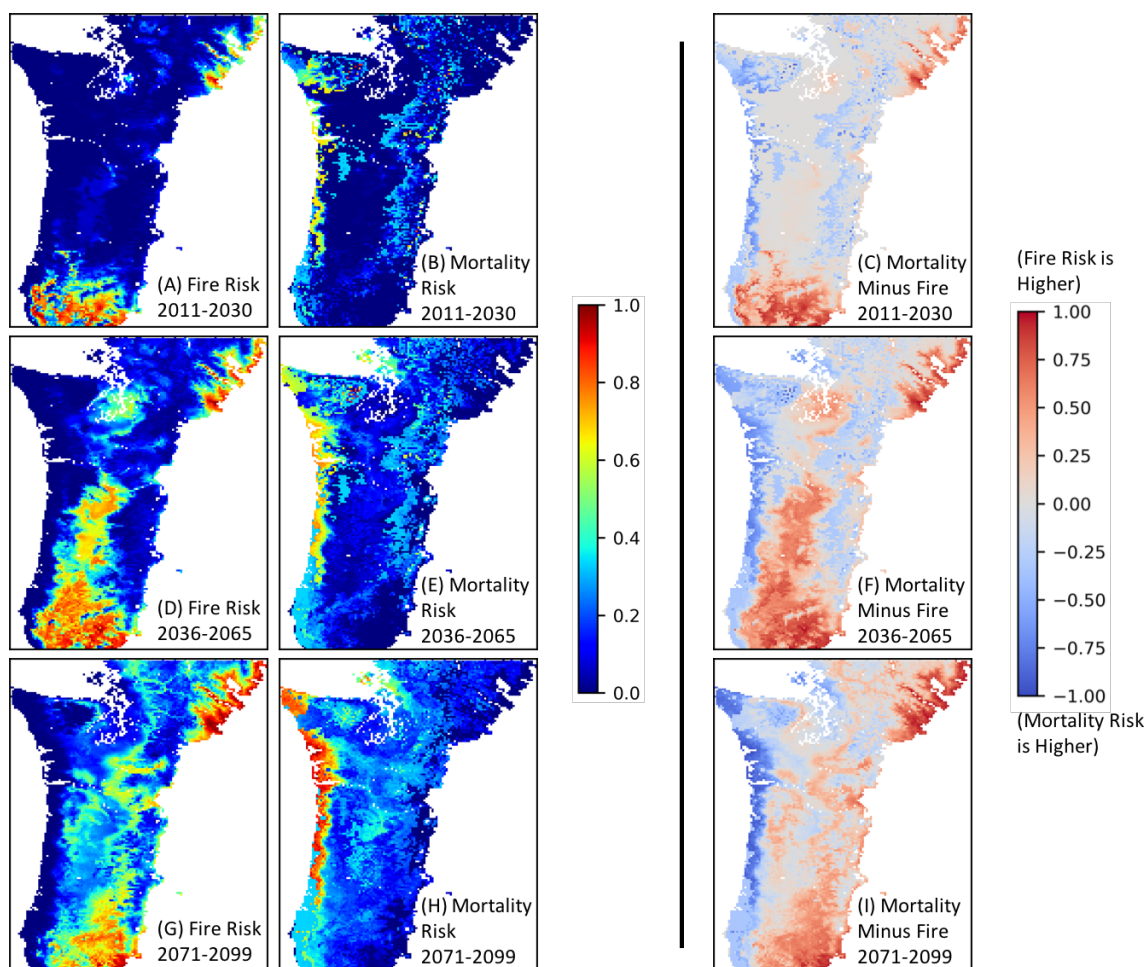 (A) Fire Risk
2011-2030
(B) Mortality
Risk
2011-2030
(C) Mortality
Minus Fire
2011-2030
(D) Fire Risk
2036-2065
(E) Mortality
Risk
2036-2065
(F) Mortality
Minus Fire
2036-2065
(G) Fire Risk
2071-2099
(H) Mortality
Risk
2071-2099
(I) Mortality
Minus Fire
2071-2099
1.0
0.8
0.6
0.4
0.2
0.0
(Fire Risk is
Higher)
1.00
0.75
0.50
0.25
0.00
−0.25
−0.50
−0.75
−1.00
(Mortality Risk
is Higher)